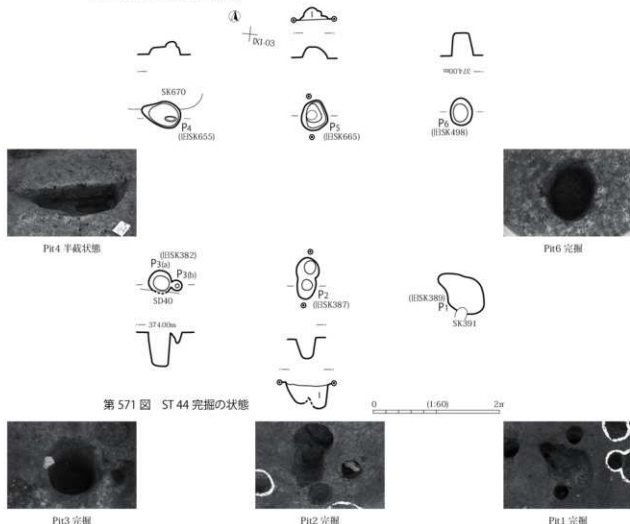 I
IX I-03
374.00m
SK670
P4
(旧SK655)
P5
(旧SK665)
P6
(旧SK498)
Pit4 半截状態
Pit6 完掘
(旧SK382)
P3(a)
P3(b)
SD40
P2
(旧SK387)
(旧SK389)
P1
SK391
374.00m
I
第 571 図 ST 44 完掘の状態
0 (1:60) 2m
Pit3 完掘
Pit2 完掘
Pit1 完掘